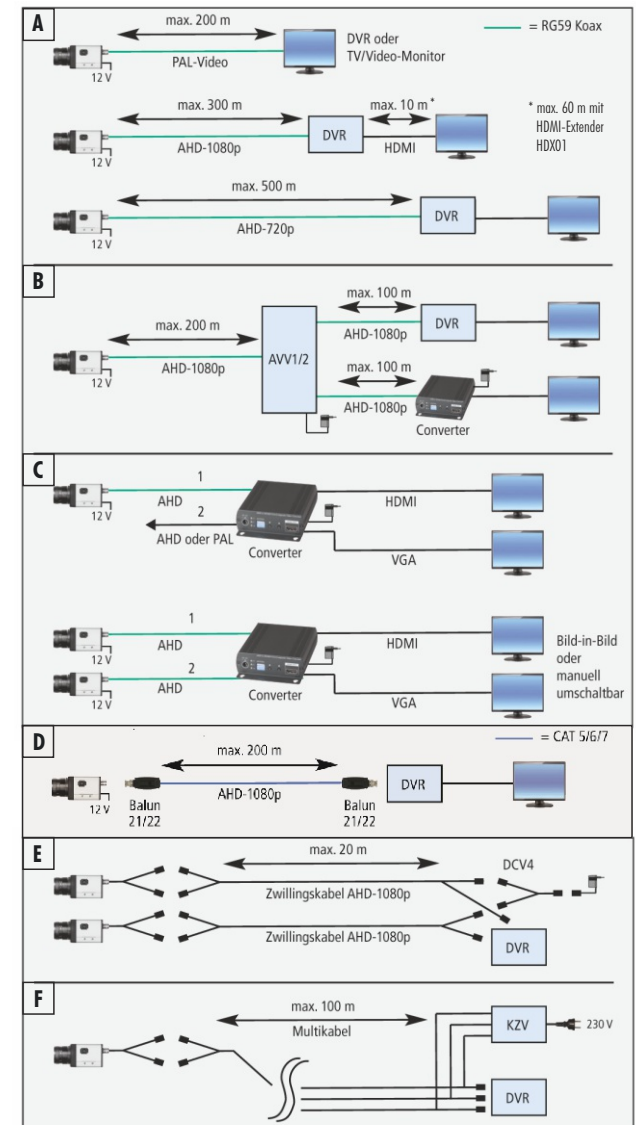 A
max. 200 m
PAL-Video
12 V
DVR oder
TV/Video-Monitor
= RG59 Koax
max. 300 m
AHD-1080p
12 V
DVR
max. 10 m *
HDMI
* max. 60 m mit
HDMI-Extender
HDX01
max. 500 m
AHD-720p
12 V
DVR
B
max. 200 m
AHD-1080p
12 V
AVV1/2
max. 100 m
AHD-1080p
DVR
max. 100 m
AHD-1080p
Converter
C
1
AHD
12 V
2
AHD oder PAL
Converter
HDMI
VGA
1
AHD
12 V
2
AHD
12 V
Converter
HDMI
VGA
Bild-in-Bild
oder
manuell
umschaltbar
D
= CAT 5/6/7
max. 200 m
AHD-1080p
12 V
Balun
21/22
Balun
21/22
DVR
E
max. 20 m
DCV4
Zwillingskabel AHD-1080p
Zwillingskabel AHD-1080p
DVR
F
max. 100 m
Multikabel
KZV
230 V
DVR